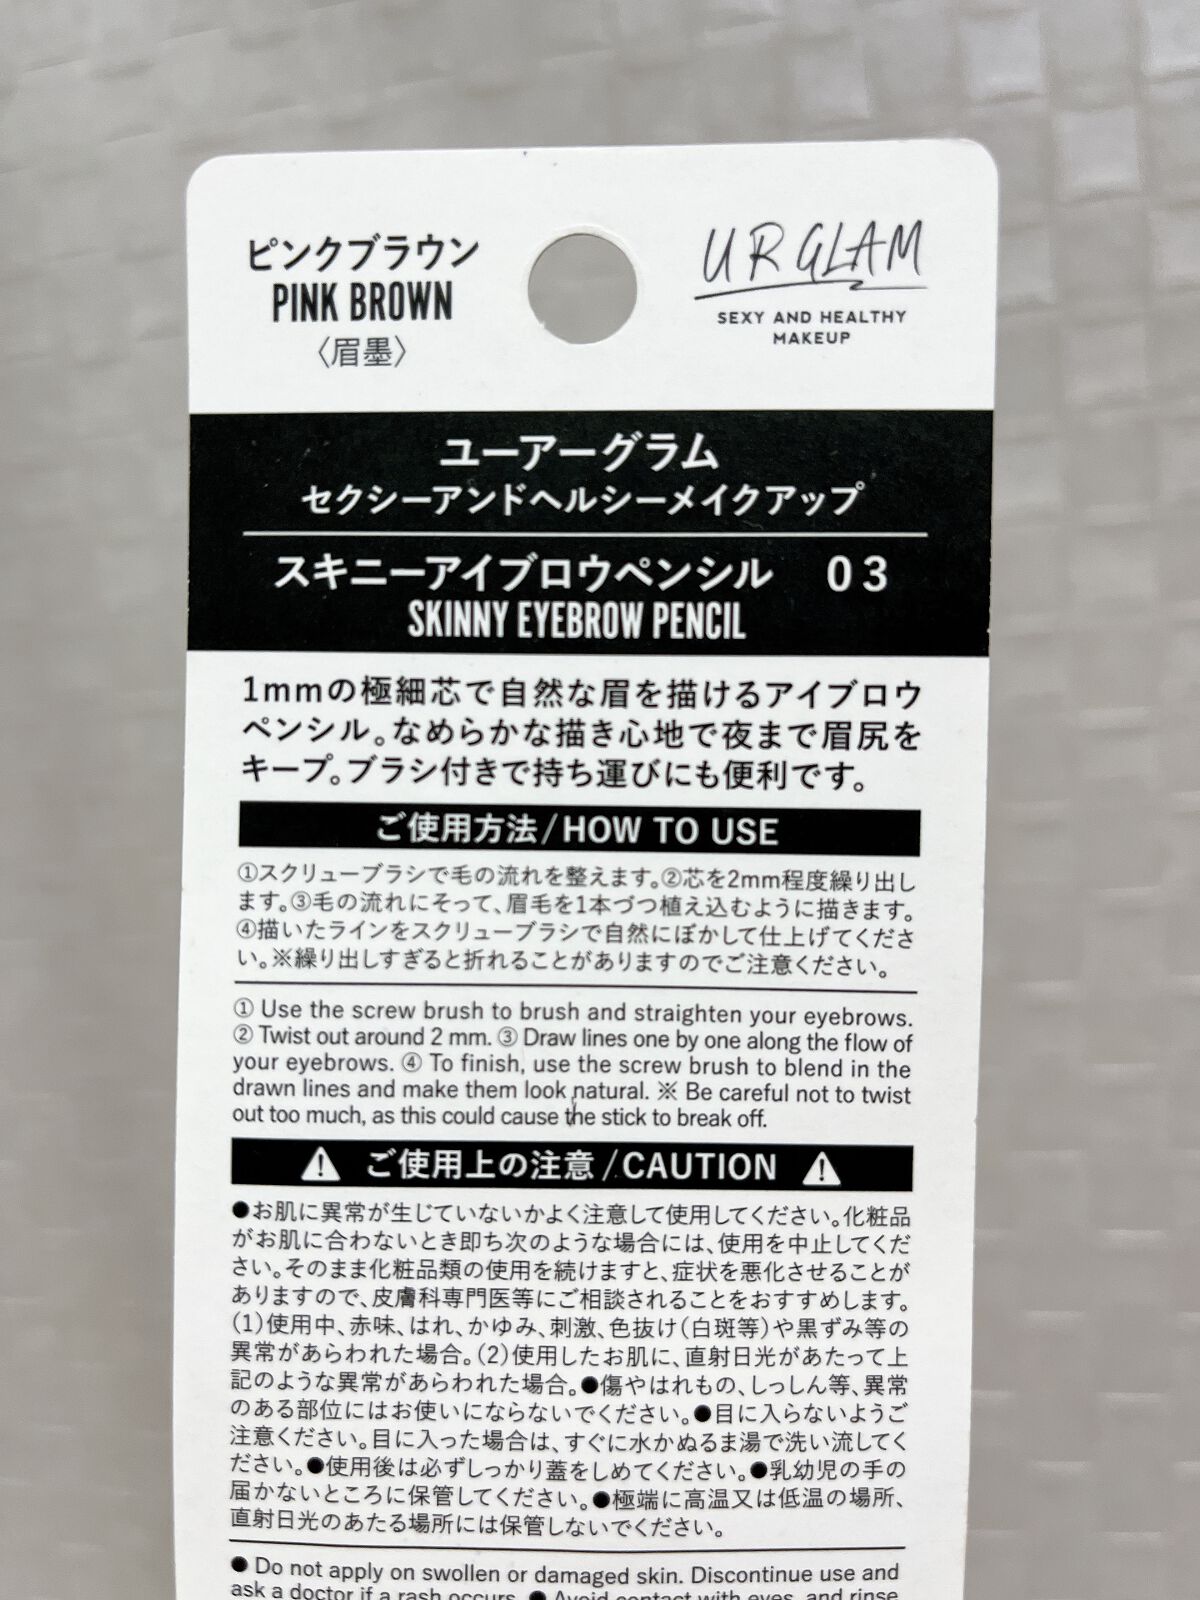 ピンクブラウン
PINK BROWN
〈眉墨〉
UR GLAM
SEXY AND HEALTHY
MAKEUP
ユーアーグラム
セクシーアンドヘルシーメイクアップ
スキニーアイブロウペンシル 03
SKINNY EYEBROW PENCIL
1mmの極細芯で自然な眉を描けるアイブロウ
ペンシル。なめらかな描き心地で夜まで眉尻を
キープ。ブラシ付きで持ち運びにも便利です。
ご使用方法/HOW TO USE
①スクリューブラシで毛の流れを整えます。②芯を2mm程度繰り出し
ます。③毛の流れにそって、眉毛を1本づつ植え込むように描きます。
④描いたラインをスクリューブラシで自然にぼかして仕上げてくださ
い。※繰り出しすぎると折れることがありますのでご注意ください。
① Use the screw brush to brush and straighten your eyebrows.
② Twist out around 2 mm. ③ Draw lines one by one along the flow of
your eyebrows. ④ To finish, use the screw brush to blend in the
drawn lines and make them look natural. ※ Be careful not to twist
out too much, as this could cause the stick to break off.
ご使用上の注意/CAUTION
●お肌に異常が生じていないかよく注意して使用してください。化粧品
がお肌に合わないとき即ち次のような場合には、使用を中止してくだ
さい。そのまま化粧品類の使用を続けますと、症状を悪化させることが
ありますので、皮膚科専門医等にご相談されることをおすすめします。
(1)使用中、赤味、はれ、かゆみ、刺激、色抜け(白斑等)や黒ずみ等の
異常があらわれた場合。(2)使用したお肌に、直射日光があたって上
記のような異常があらわれた場合。●傷やはれもの、しっしん等、異常
のある部位にはお使いにならないでください。●目に入らないようご
注意ください。目に入った場合は、すぐに水かぬるま湯で洗い流してく
ださい。●使用後は必ずしっかり蓋をしめてください。●乳幼児の手の
届かないところに保管してください。●極端に高温又は低温の場所、
直射日光のあたる場所には保管しないでください。
● Do not apply on swollen or damaged skin. Discontinue use and
ask a doctor if a rash occurs. ● Avoid contact with eyes, and rinse